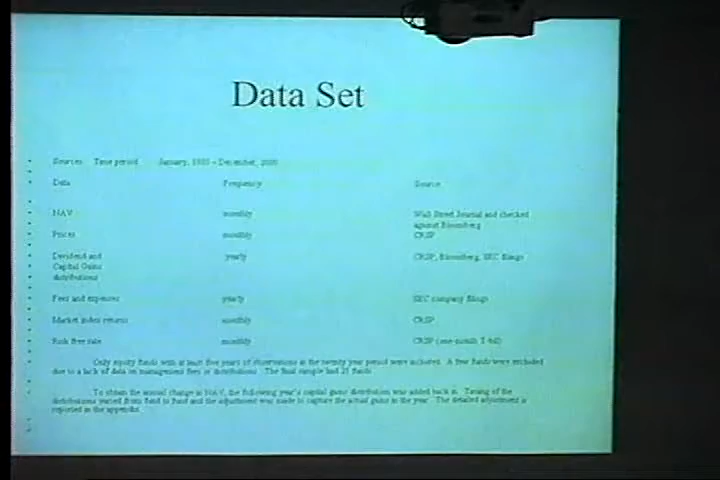 Data Set
Sources Time period January, - December,
Data Frequency Source
NAV monthly Wall Street Journal and checked
against Bloomberg
Prices monthly CRSP
Dividend and yearly CRSP, Bloomberg, SEC filings
Capital Gains
distributions
Fees and expenses yearly SEC company filings
Market index returns monthly CRSP
Risk free rate monthly CRSP (one-month T-bill)
Only equity funds with at least five years of observations in the twenty year period were included. A few funds were excluded
due to a lack of data on management fees or distributions. The final sample had funds.
To obtain the annual change in NAV, the following year's capital gains distribution was added back in. Timing of the
distributions varied from fund to fund and the adjustment was made to capture the actual gains in the year. The detailed adjustment is
reported in the appendix.